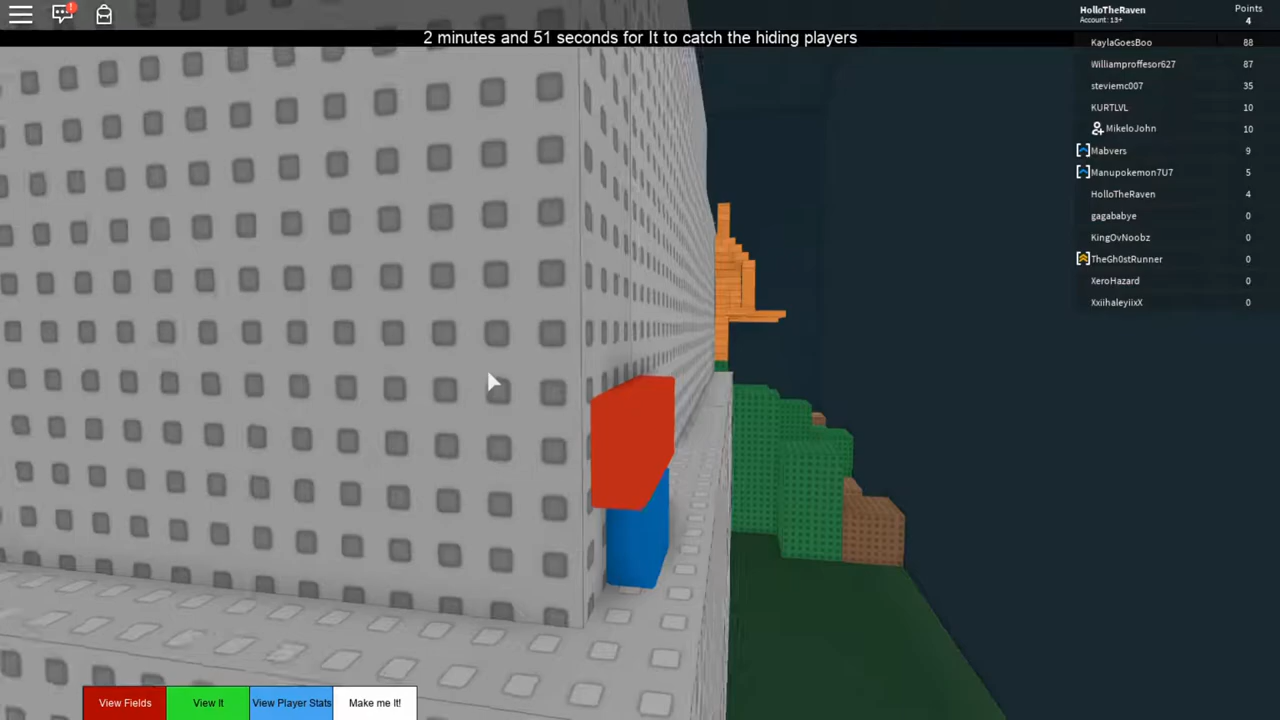 HolloTheRaven
Account: 13+
Points
4
2 minutes and 51 seconds for It to catch the hiding players
KaylaGoesBoo 88
Williamproffesor627 87
steviemc007 35
KURTLVL 10
MikeloJohn 10
Mabvers 9
Manupokemon7U7 5
HolloTheRaven 4
gagababye 0
KingOvNoobz 0
TheGh0stRunner 0
XeroHazard 0
XxiihaleyiixX 0
View Fields
View It
View Player Stats
Make me It!